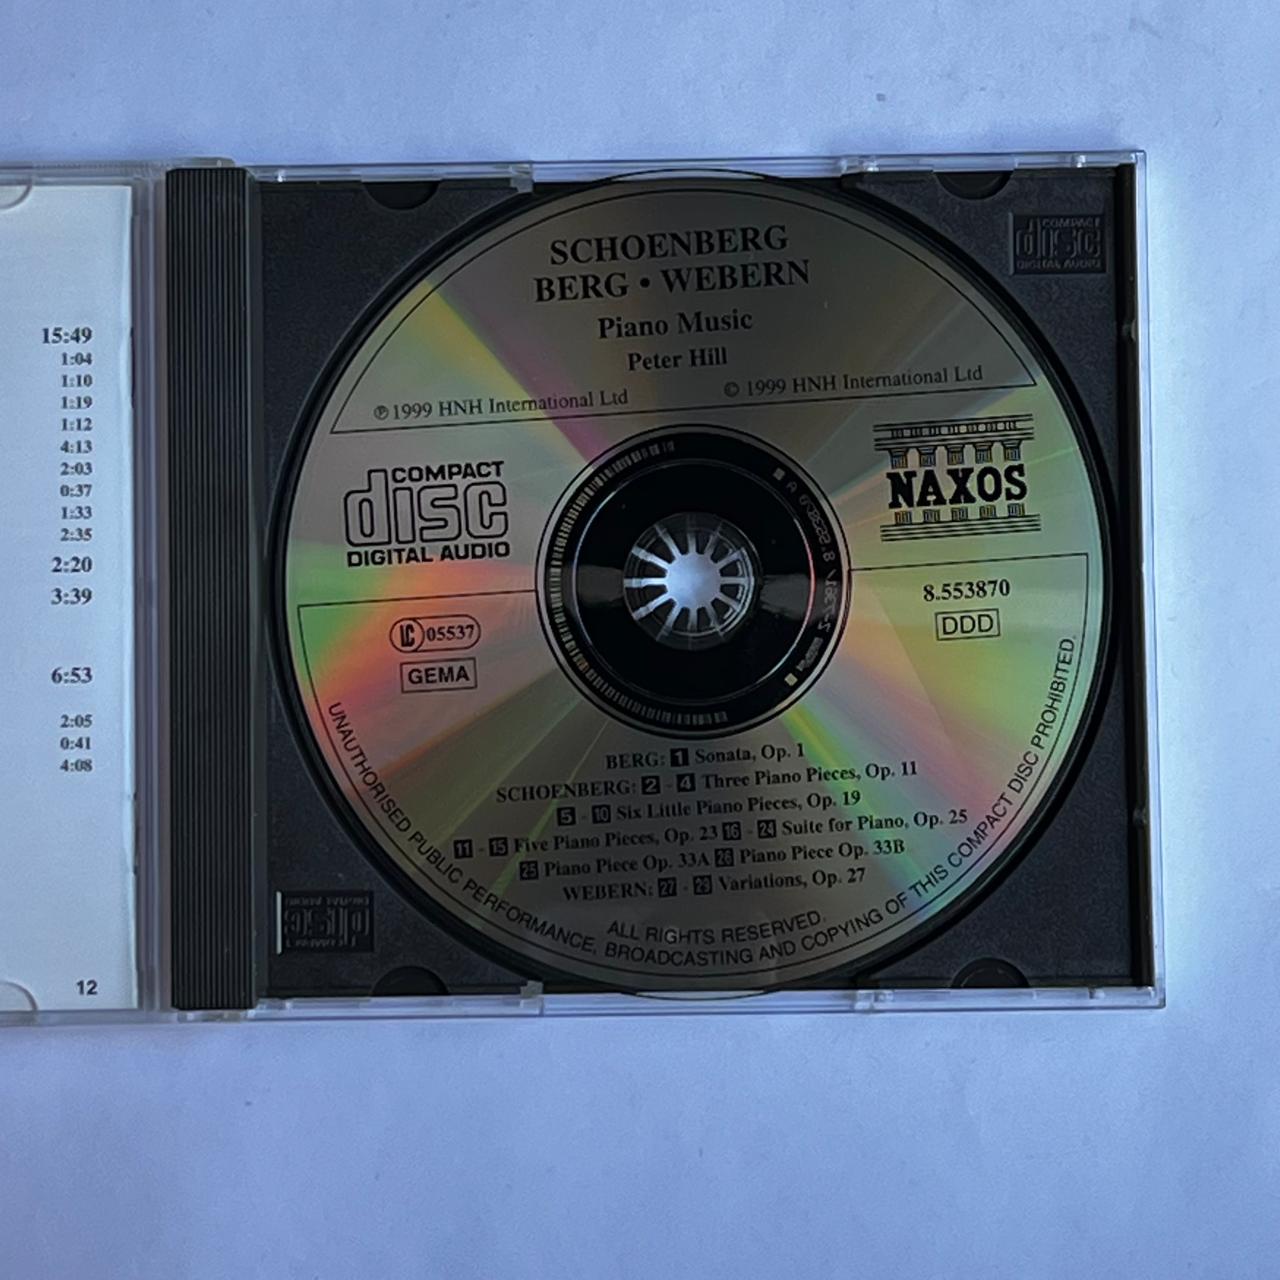 15:49
1:04
1:10
1:19
1:12
4:13
2:03
0:37
1:33
2:35
2:20
3:39
6:53
2:05
0:41
4:08
12
SCHOENBERG
BERG • WEBERN
Piano Music
Peter Hill
℗ 1999 HNH International Ltd
© 1999 HNH International Ltd
COMPACT
disc
DIGITAL AUDIO
NAXOS
LC 05537
GEMA
8.553870
DDD
BERG: 1 Sonata, Op. 1
SCHOENBERG: 2 - 4 Three Piano Pieces, Op. 11
5 - 10 Six Little Piano Pieces, Op. 19
11 - 15 Five Piano Pieces, Op. 23 16 - 24 Suite for Piano, Op. 25
25 Piano Piece Op. 33A 26 Piano Piece Op. 33B
WEBERN: 27 - 29 Variations, Op. 27
ALL RIGHTS RESERVED.
UNAUTHORISED PUBLIC PERFORMANCE, BROADCASTING AND COPYING OF THIS COMPACT DISC PROHIBITED.
COMPACT
disc
DIGITAL AUDIO
COMPACT
disc
DIGITAL AUDIO